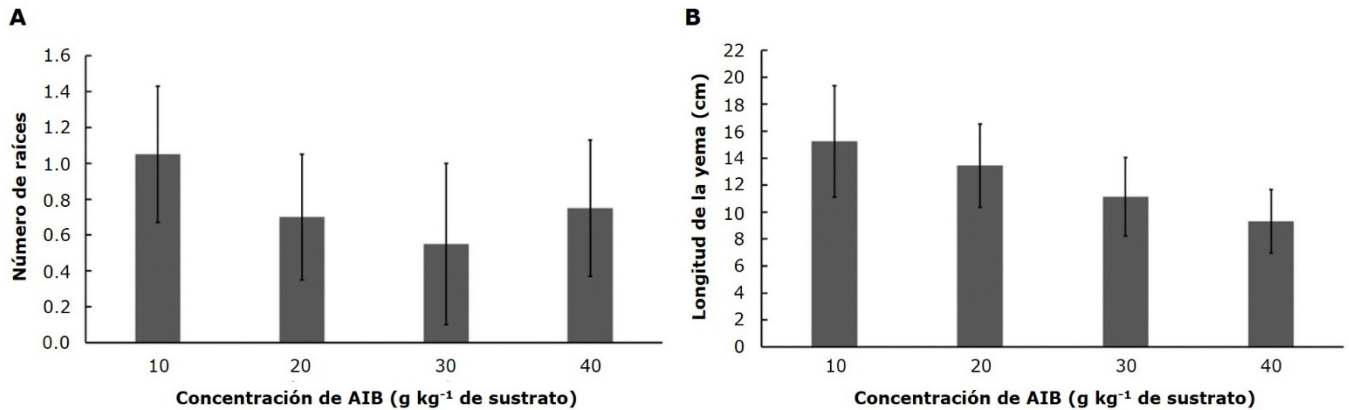 A
Número de raíces
1.6
1.4
1.2
1.0
0.8
0.6
0.4
0.2
0.0
10 20 30 40
Concentración de AIB (g kg⁻¹ de sustrato)
B
Longitud de la yema (cm)
22
20
18
16
14
12
10
8
6
4
2
0
10 20 30 40
Concentración de AIB (g kg⁻¹ de sustrato)